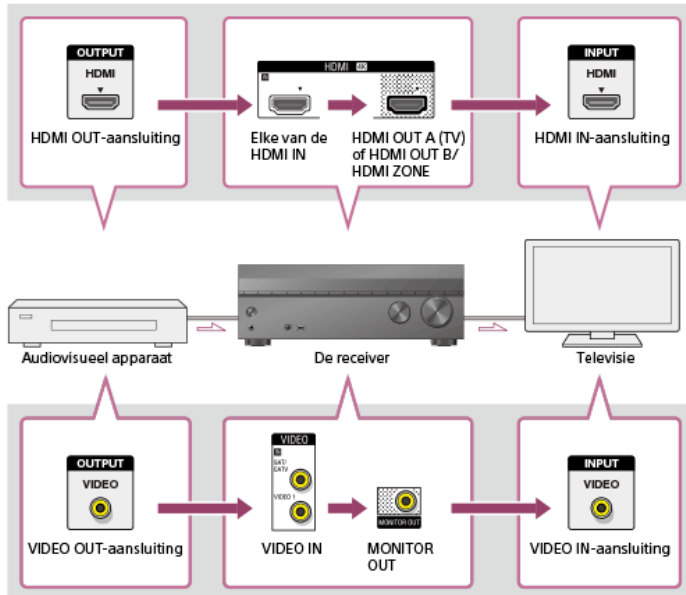 OUTPUT
HDMI
HDMI OUT-aansluiting
HDMI 4K
IN
Elke van de
HDMI IN
HDMI OUT A (TV)
of HDMI OUT B/
HDMI ZONE
INPUT
HDMI
HDMI IN-aansluiting
Audiovisueel apparaat
De receiver
Televisie
OUTPUT
VIDEO
VIDEO OUT-aansluiting
VIDEO
IN
SAT/
CATV
VIDEO 1
VIDEO IN
MONITOR OUT
MONITOR
OUT
INPUT
VIDEO
VIDEO IN-aansluiting